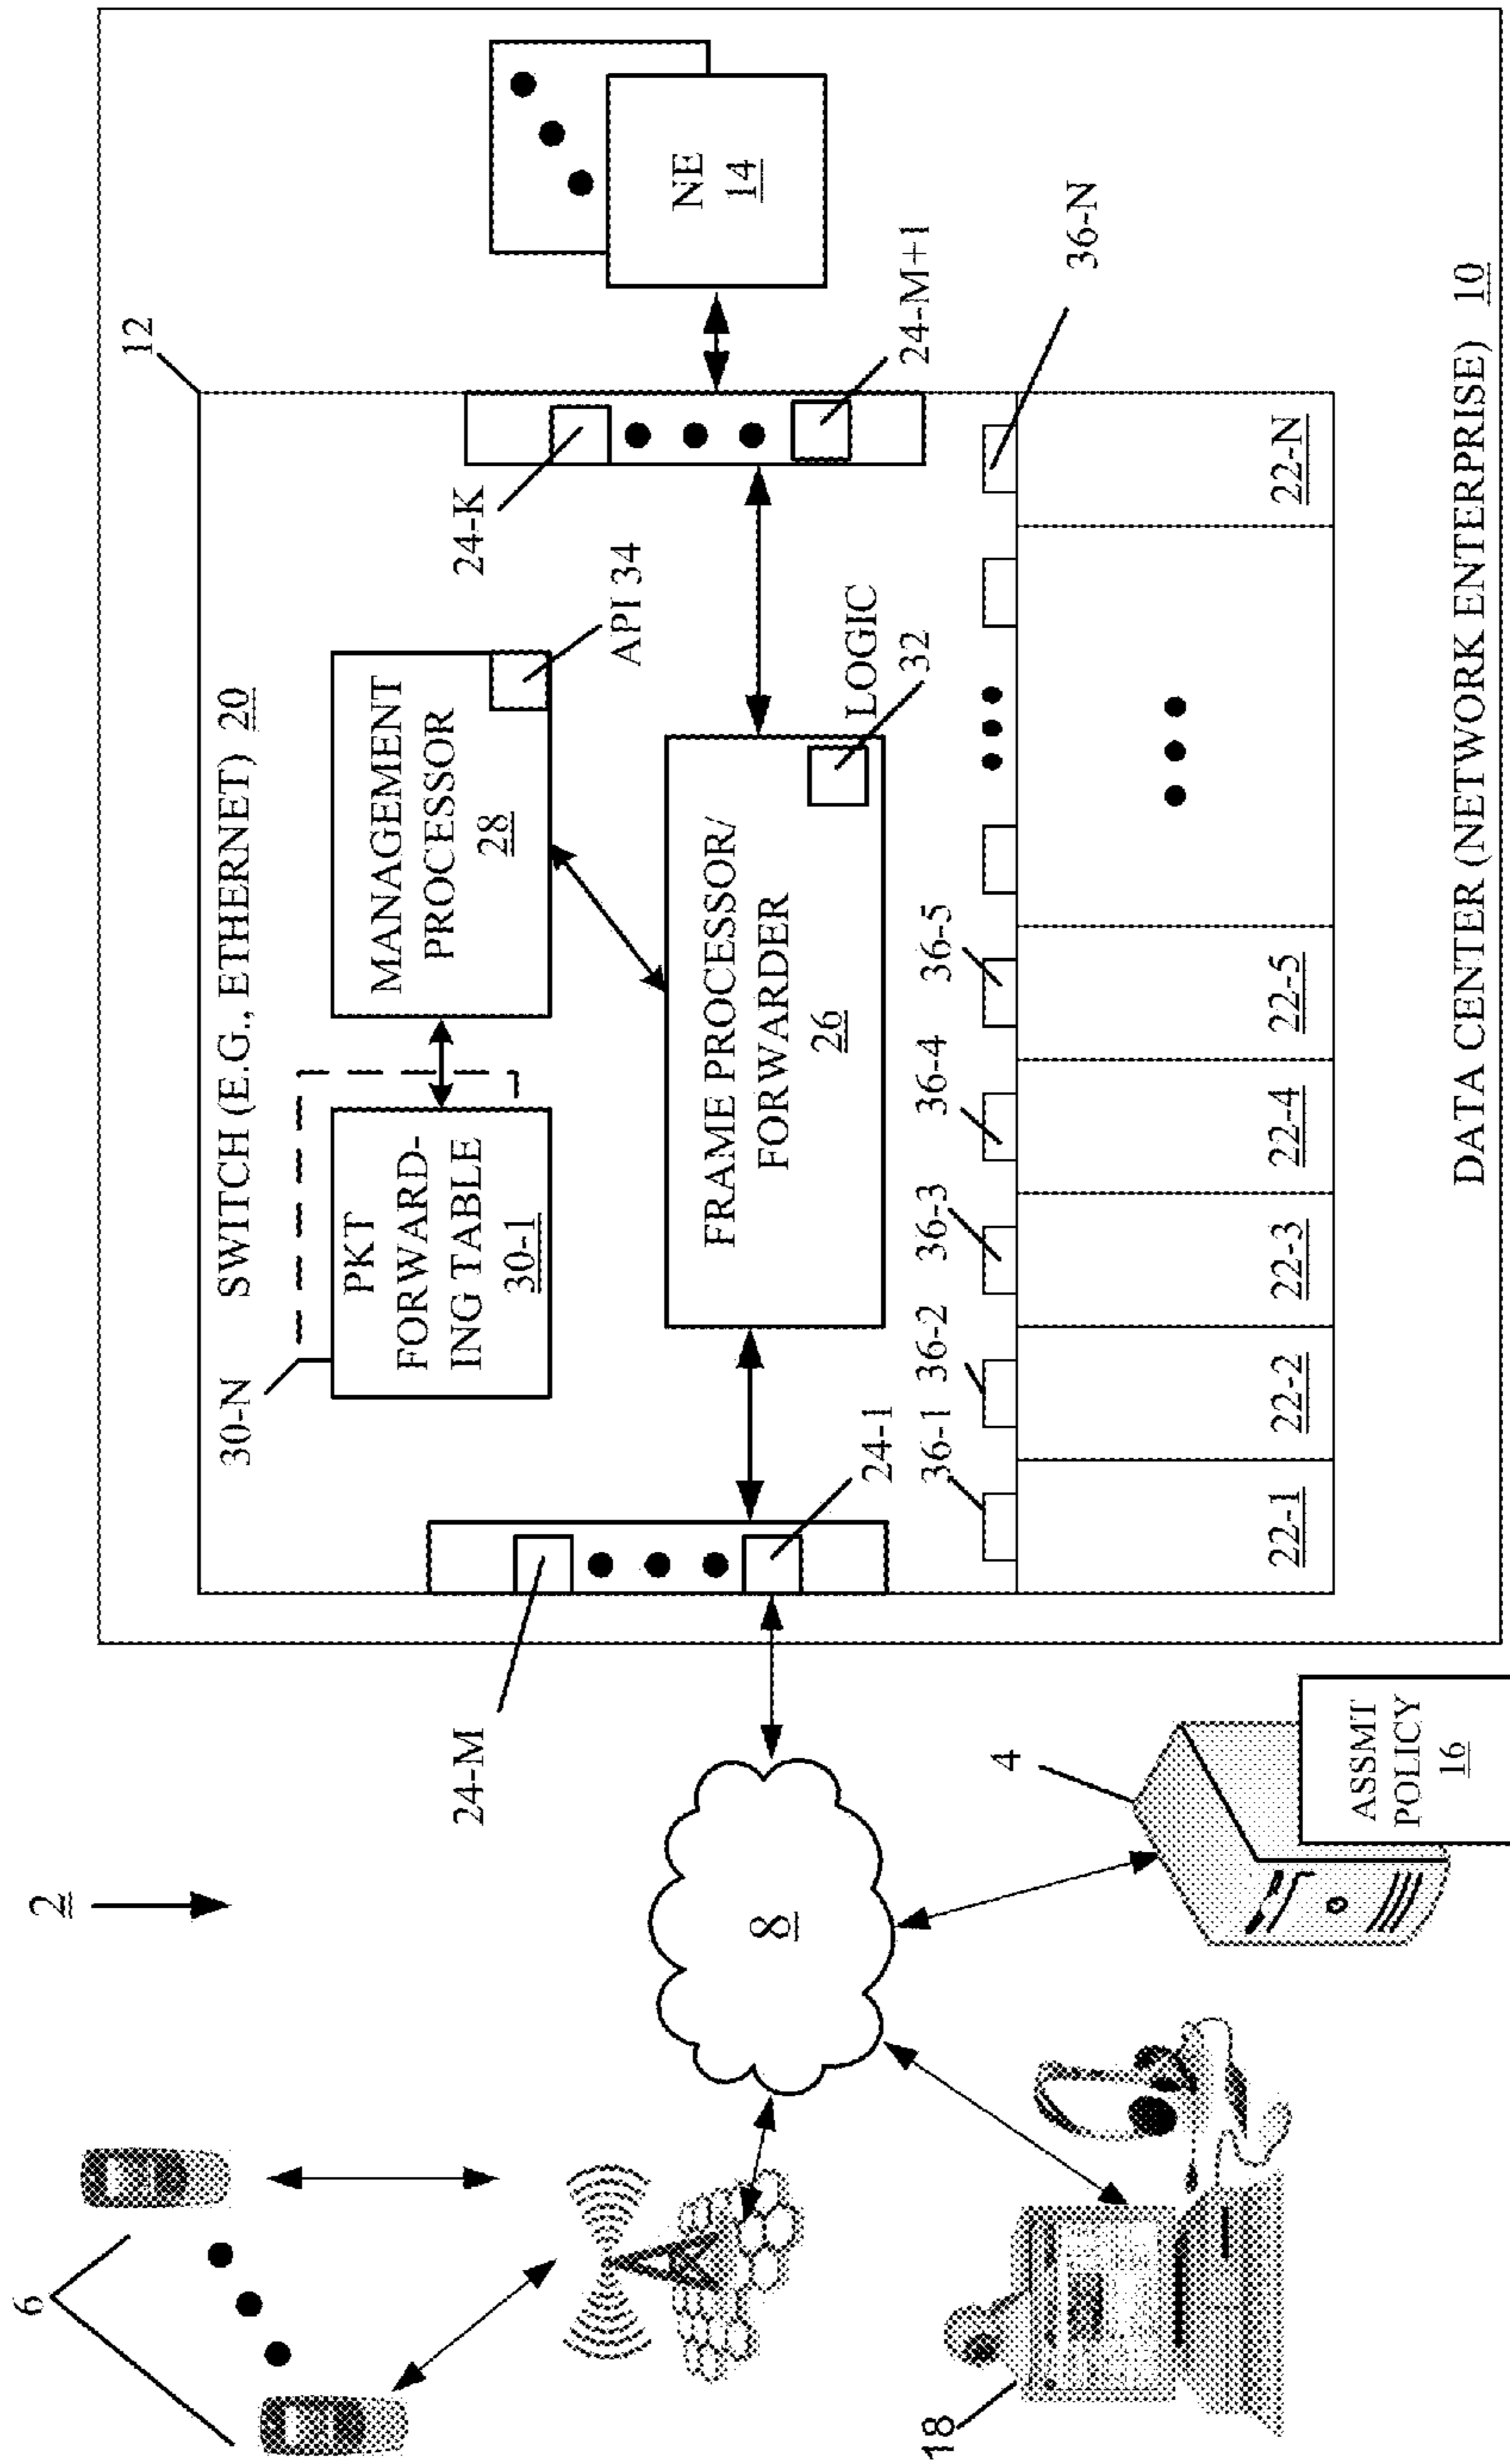 2
6
12
30-N
SWITCH (E.G., ETHERNET) 20
PKT
FORWARD-
ING TABLE
30-1
MANAGEMENT
PROCESSOR
28
API 34
24-K
NE
14
24-M
FRAME PROCESSOR/
FORWARDER
26
LOGIC
32
24-M+1
24-1
8
36-1
36-2
36-3
36-4
36-5
36-N
22-1
22-2
22-3
22-4
22-5
22-N
18
4
ASSMT
POLICY
16
DATA CENTER (NETWORK ENTERPRISE) 10